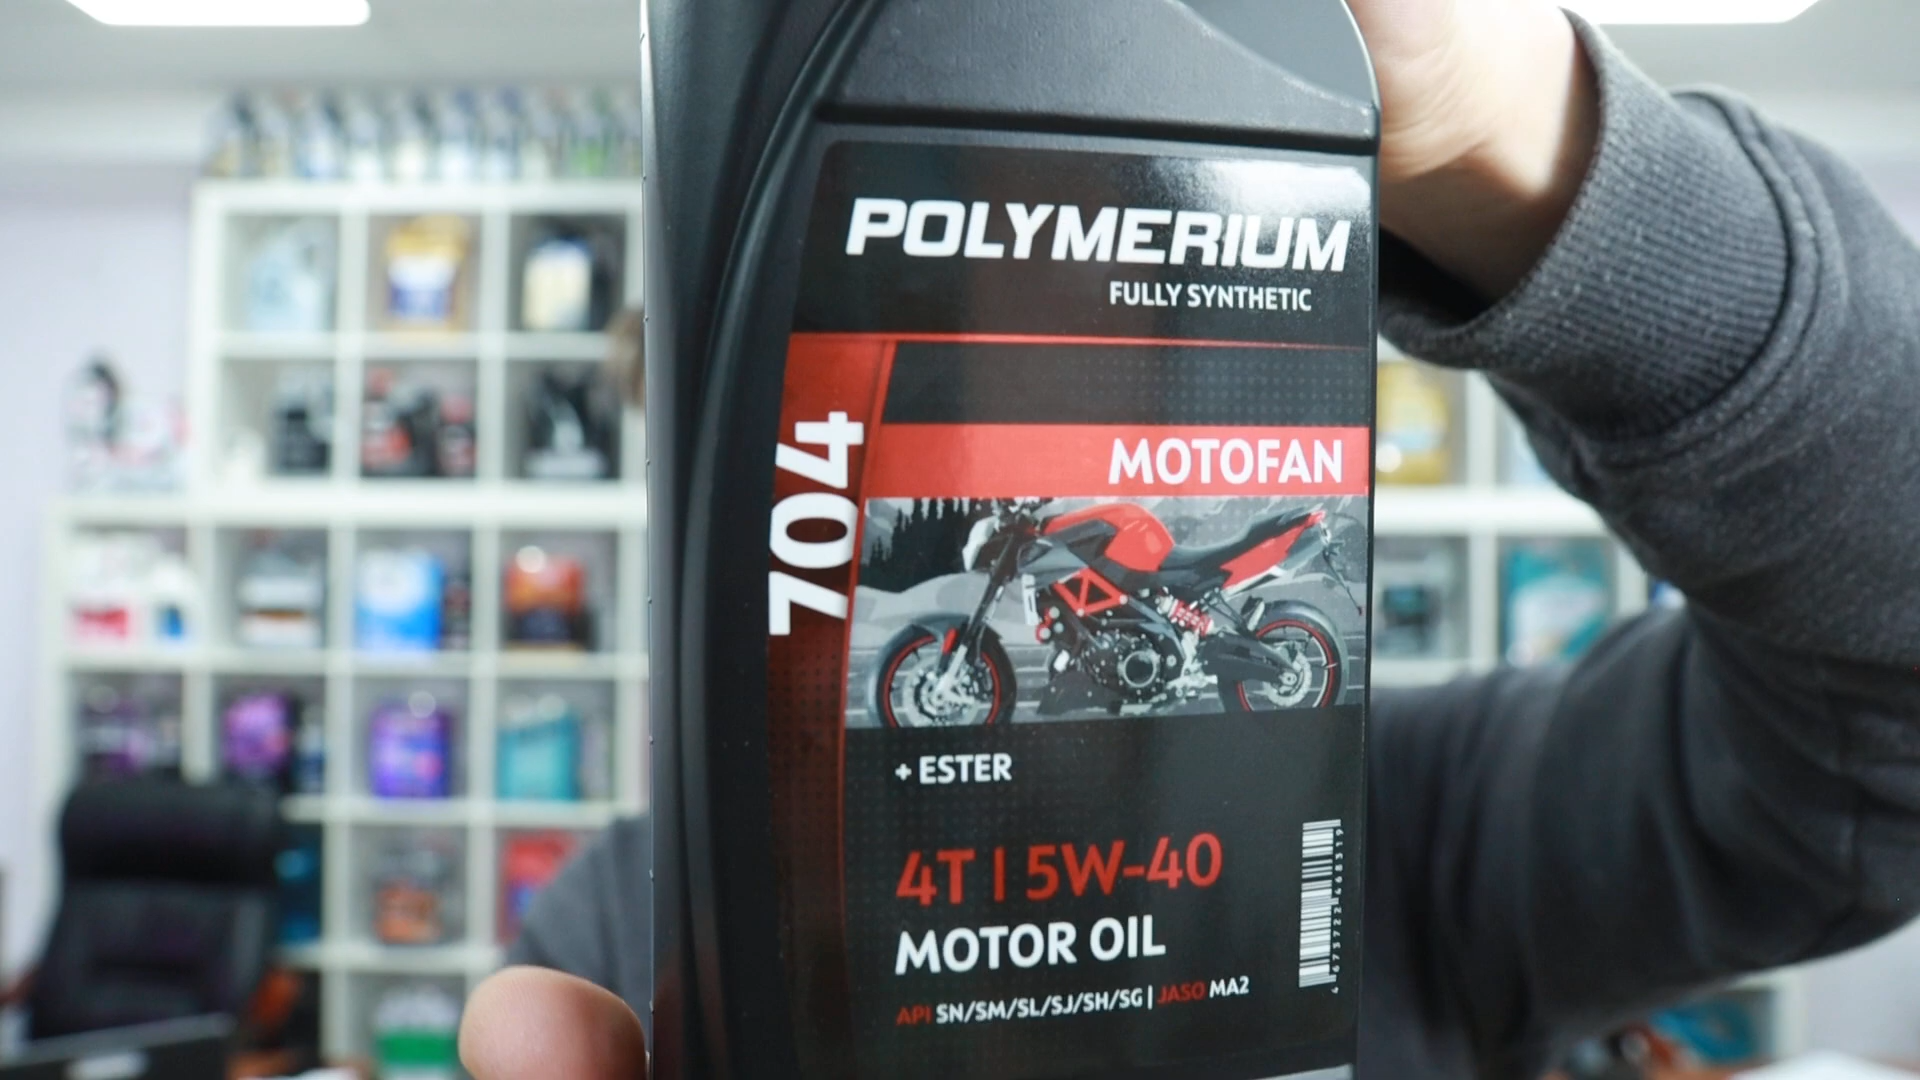 POLYMERIUM
FULLY SYNTHETIC
704
MOTOFAN
+ ESTER
4T | 5W-40
MOTOR OIL
API SN/SM/SL/SJ/SH/SG | JASO MA2